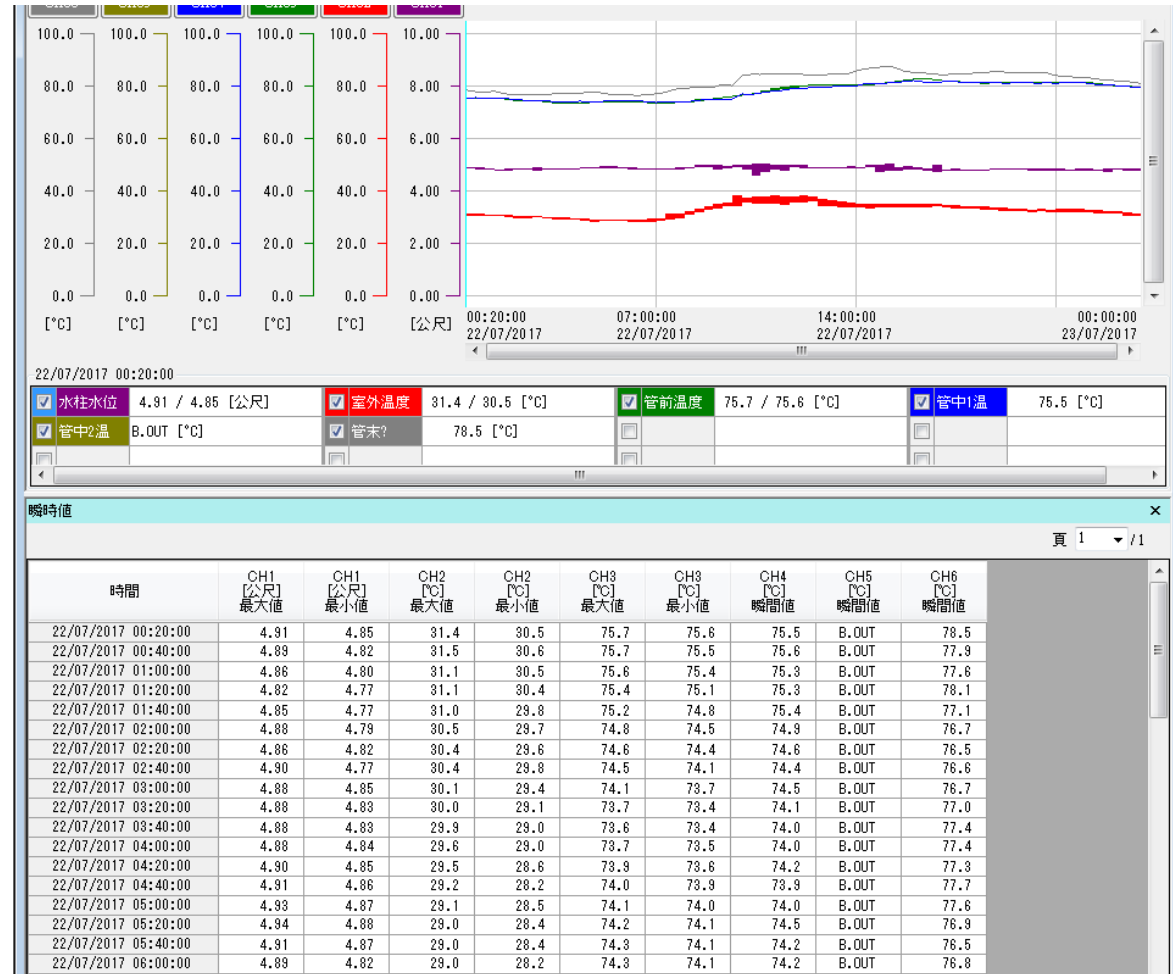 100.0 100.0 100.0 100.0 100.0 10.00
80.0 80.0 80.0 80.0 80.0 8.00
60.0 60.0 60.0 60.0 60.0 6.00
40.0 40.0 40.0 40.0 40.0 4.00
20.0 20.0 20.0 20.0 20.0 2.00
0.0 0.0 0.0 0.0 0.0 0.00
[°C] [°C] [°C] [°C] [°C] [公尺]
00:20:00 07:00:00 14:00:00 00:00:00
22/07/2017 22/07/2017 22/07/2017 23/07/2017
22/07/2017 00:20:00
水柱水位 4.91 / 4.85 [公尺] 室外温度 31.4 / 30.5 [°C] 管前温度 75.7 / 75.6 [°C] 管中1温 75.5 [°C]
管中2温 B.OUT [°C] 管末? 78.5 [°C]
瞬時值
頁 1 /1
時間 CH1 [公尺] 最大值 CH1 [公尺] 最小值 CH2 [°C] 最大值 CH2 [°C] 最小值 CH3 [°C] 最大值 CH3 [°C] 最小值 CH4 [°C] 瞬間值 CH5 [°C] 瞬間值 CH6 [°C] 瞬間值
22/07/2017 00:20:00 4.91 4.85 31.4 30.5 75.7 75.6 75.5 B.OUT 78.5
22/07/2017 00:40:00 4.89 4.82 31.5 30.6 75.7 75.5 75.6 B.OUT 77.9
22/07/2017 01:00:00 4.86 4.80 31.1 30.5 75.6 75.4 75.3 B.OUT 77.6
22/07/2017 01:20:00 4.82 4.77 31.1 30.4 75.4 75.1 75.3 B.OUT 78.1
22/07/2017 01:40:00 4.85 4.77 31.0 29.8 75.2 74.8 75.4 B.OUT 77.1
22/07/2017 02:00:00 4.88 4.79 30.5 29.7 74.8 74.5 74.9 B.OUT 76.7
22/07/2017 02:20:00 4.86 4.82 30.4 29.6 74.6 74.4 74.6 B.OUT 76.5
22/07/2017 02:40:00 4.90 4.77 30.4 29.8 74.5 74.1 74.4 B.OUT 76.6
22/07/2017 03:00:00 4.88 4.85 30.1 29.4 74.1 73.7 74.5 B.OUT 76.7
22/07/2017 03:20:00 4.88 4.83 30.0 29.1 73.7 73.4 74.1 B.OUT 77.0
22/07/2017 03:40:00 4.88 4.83 29.9 29.0 73.6 73.4 74.0 B.OUT 77.4
22/07/2017 04:00:00 4.88 4.84 29.6 29.0 73.7 73.5 74.0 B.OUT 77.4
22/07/2017 04:20:00 4.90 4.85 29.5 28.6 73.9 73.6 74.2 B.OUT 77.3
22/07/2017 04:40:00 4.91 4.86 29.2 28.2 74.0 73.9 73.9 B.OUT 77.7
22/07/2017 05:00:00 4.93 4.87 29.1 28.5 74.1 74.0 74.0 B.OUT 77.6
22/07/2017 05:20:00 4.94 4.88 29.0 28.4 74.2 74.1 74.5 B.OUT 76.9
22/07/2017 05:40:00 4.91 4.87 29.0 28.4 74.3 74.1 74.2 B.OUT 76.5
22/07/2017 06:00:00 4.89 4.82 29.0 28.2 74.3 74.1 74.2 B.OUT 76.8